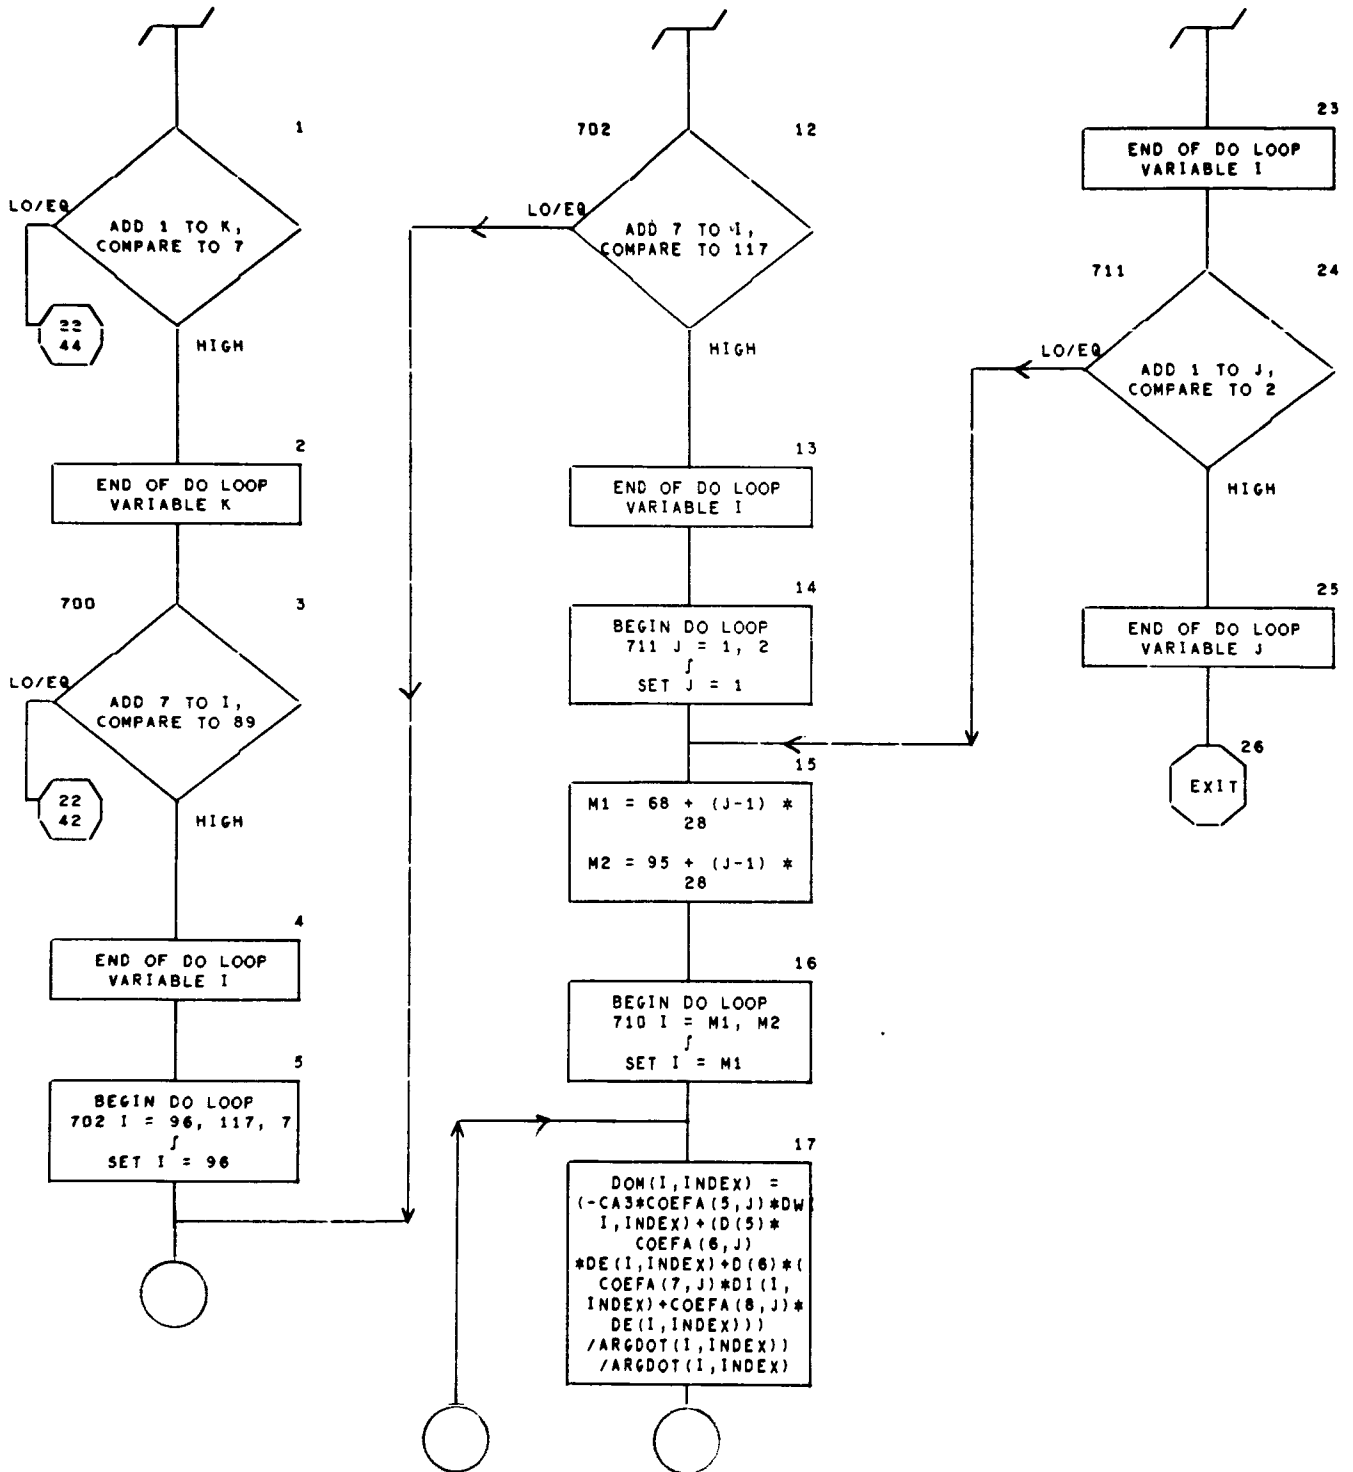 1
LO/EQ
ADD 1 TO K,
COMPARE TO 7
22
44
HIGH
2
END OF DO LOOP
VARIABLE K
700
3
LO/EQ
ADD 7 TO I,
COMPARE TO 89
22
42
HIGH
4
END OF DO LOOP
VARIABLE I
5
BEGIN DO LOOP
702 I = 96, 117, 7
∫
SET I = 96
702
12
LO/EQ
ADD 7 TO I,
COMPARE TO 117
HIGH
13
END OF DO LOOP
VARIABLE I
14
BEGIN DO LOOP
711 J = 1, 2
∫
SET J = 1
15
M1 = 68 + (J-1) *
28
M2 = 95 + (J-1) *
28
16
BEGIN DO LOOP
710 I = M1, M2
∫
SET I = M1
17
DOM(I,INDEX) =
(-CA3*COEFA(5,J)*DW(
I,INDEX)+(D(5)*
COEFA(6,J)
*DE(I,INDEX)+D(6)*(
COEFA(7,J)*DI(I,
INDEX)+COEFA(8,J)*
DE(I,INDEX)))
/ARGDOT(I,INDEX))
/ARGDOT(I,INDEX)
23
END OF DO LOOP
VARIABLE I
711
24
LO/EQ
ADD 1 TO J,
COMPARE TO 2
HIGH
25
END OF DO LOOP
VARIABLE J
26
EXIT